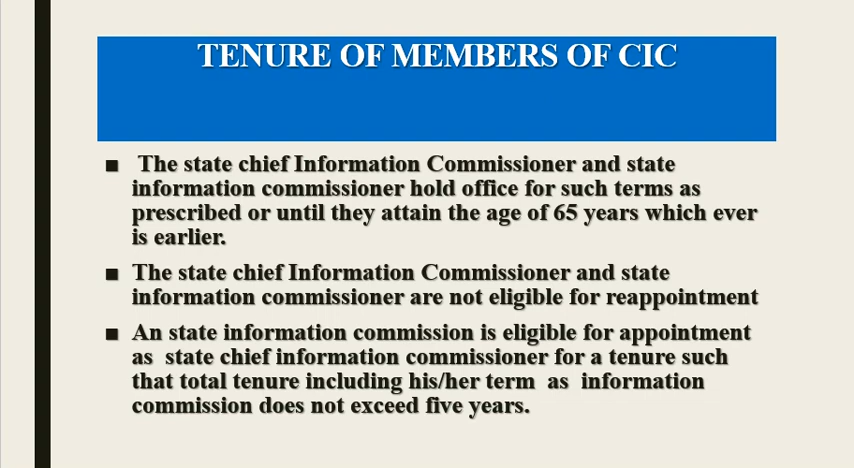 TENURE OF MEMBERS OF CIC
■ The state chief Information Commissioner and state
information commissioner hold office for such terms as
prescribed or until they attain the age of 65 years which ever
is earlier.
■ The state chief Information Commissioner and state
information commissioner are not eligible for reappointment
■ An state information commission is eligible for appointment
as state chief information commissioner for a tenure such
that total tenure including his/her term as information
commission does not exceed five years.